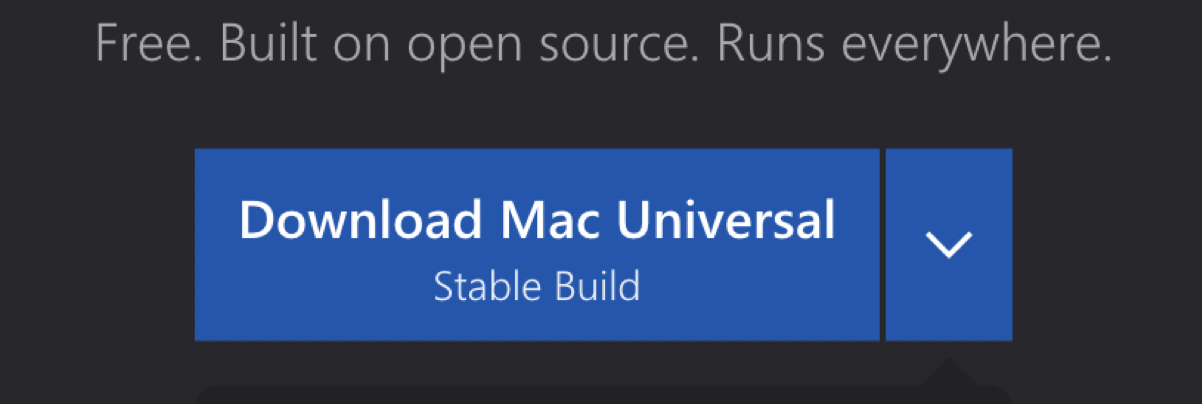 Free. Built on open source. Runs everywhere.
Download Mac Universal
Stable Build